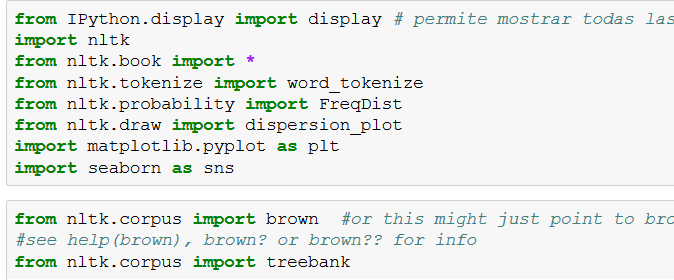 from IPython.display import display # permite mostrar todas las
import nltk
from nltk.book import *
from nltk.tokenize import word_tokenize
from nltk.probability import FreqDist
from nltk.draw import dispersion_plot
import matplotlib.pyplot as plt
import seaborn as sns
from nltk.corpus import brown  #or this might just point to bro
#see help(brown), brown? or brown?? for info
from nltk.corpus import treebank